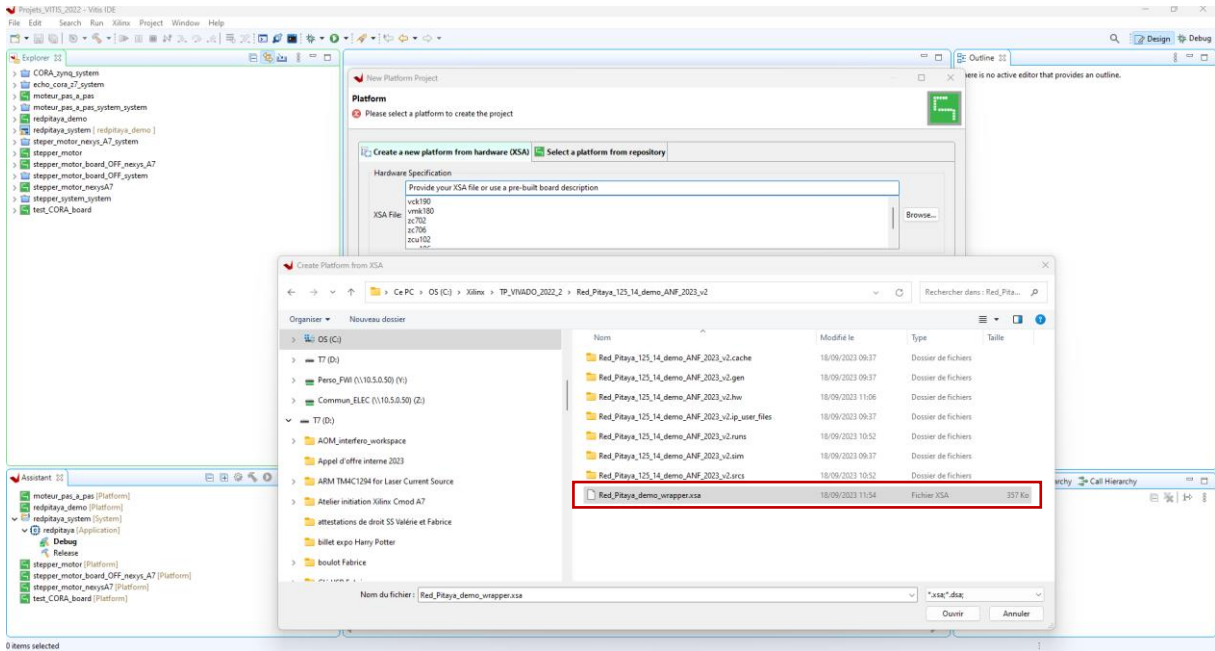 Projets_VITIS_2022 - Vitis IDE
File Edit Search Run Xilinx Project Window Help
Design Debug
Explorer
CORA_zynq_system
echo_cora_z7_system
moteur_pas_a_pas
moteur_pas_a_pas_system_system
redpitaya_demo
redpitaya_system [ redpitaya_demo ]
steper_motor_nexys_A7_system
stepper_motor
stepper_motor_board_OFF_nexys_A7
stepper_motor_board_OFF_system
stepper_motor_nexysA7
stepper_system_system
test_CORA_board
Outline
here is no active editor that provides an outline.
New Platform Project
Platform
Please select a platform to create the project
Create a new platform from hardware (XSA) Select a platform from repository
Hardware Specification
Provide your XSA file or use a pre-built board description
XSA File:
vck190
vmk180
zc702
zc706
zcu102
Browse...
Create Platform from XSA
Ce PC > OS (C:) > Xilinx > TP_VIVADO_2022_2 > Red_Pitaya_125_14_demo_ANF_2023_v2
Rechercher dans : Red_Pita...
Organiser Nouveau dossier
OS (C:)
T7 (D:)
Perso_FWI (\\10.5.0.50) (Y:)
Commun_ELEC (\\10.5.0.50) (Z:)
T7 (D:)
AOM_interfero_workspace
Appel d'offre interne 2023
ARM TM4C1294 for Laser Current Source
Atelier initiation Xilinx Cmod A7
attestations de droit SS Valérie et Fabrice
billet expo Harry Potter
boulot Fabrice
Nom Modifié le Type Taille
Red_Pitaya_125_14_demo_ANF_2023_v2.cache 18/09/2023 09:37 Dossier de fichiers
Red_Pitaya_125_14_demo_ANF_2023_v2.gen 18/09/2023 09:37 Dossier de fichiers
Red_Pitaya_125_14_demo_ANF_2023_v2.hw 18/09/2023 11:06 Dossier de fichiers
Red_Pitaya_125_14_demo_ANF_2023_v2.ip_user_files 18/09/2023 09:37 Dossier de fichiers
Red_Pitaya_125_14_demo_ANF_2023_v2.runs 18/09/2023 10:52 Dossier de fichiers
Red_Pitaya_125_14_demo_ANF_2023_v2.sim 18/09/2023 09:37 Dossier de fichiers
Red_Pitaya_125_14_demo_ANF_2023_v2.srcs 18/09/2023 10:52 Dossier de fichiers
Red_Pitaya_demo_wrapper.xsa 18/09/2023 11:54 Fichier XSA 357 Ko
Nom du fichier : Red_Pitaya_demo_wrapper.xsa *.xsa;*.dsa;
Ouvrir Annuler
Assistant
moteur_pas_a_pas [Platform]
redpitaya_demo [Platform]
redpitaya_system [System]
redpitaya [Application]
Debug
Release
stepper_motor [Platform]
stepper_motor_board_OFF_nexys_A7 [Platform]
stepper_motor_nexysA7 [Platform]
test_CORA_board [Platform]
rchy Call Hierarchy
0 items selected